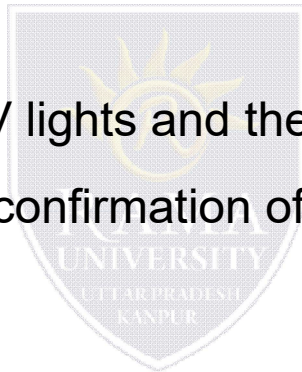 V lights and the
confirmation of
RAMA
UNIVERSITY
UTTAR PRADESH
KANPUR